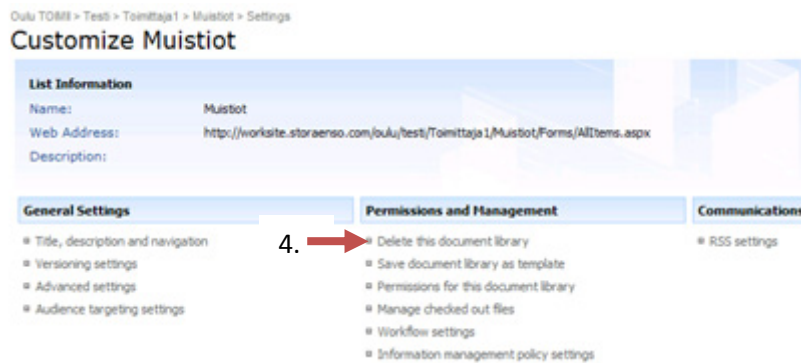 Oulu TOIMII > Testi > Toimittaja1 > Muistiot > Settings
Customize Muistiot
List Information
Name: Muistiot
Web Address: http://worksite.storaenso.com/oulu/testi/Toimittaja1/Muistiot/Forms/AllItems.aspx
Description:
General Settings
Title, description and navigation
Versioning settings
Advanced settings
Audience targeting settings
4.
Permissions and Management
Delete this document library
Save document library as template
Permissions for this document library
Manage checked out files
Workflow settings
Information management policy settings
Communications
RSS settings